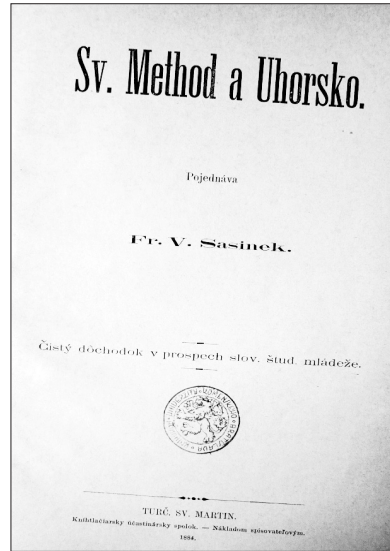 Sv. Method a Uhorsko.
Pojednáva
Fr. V. Sasinek.
Čistý dôchodok v prospech slov. štud. mládeže.
TURČ. SV. MARTIN.
Knihtlačiarsky účastinársky spolok. — Nákladom spisovateľovým.
1884.